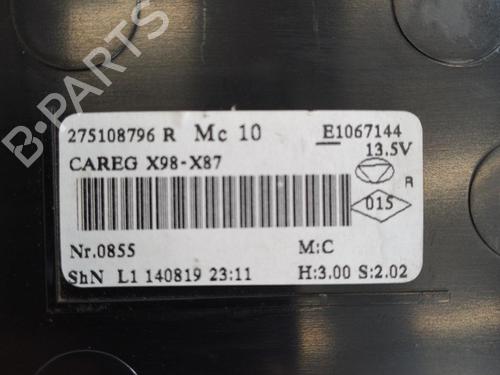 275108796 R Mc 10 E1067144
13.5V
CAREG X98-X87
R
015
Nr.0855 M:C
ShN L1 140819 23:11 H:3.00 S:2.02
B-PARTS